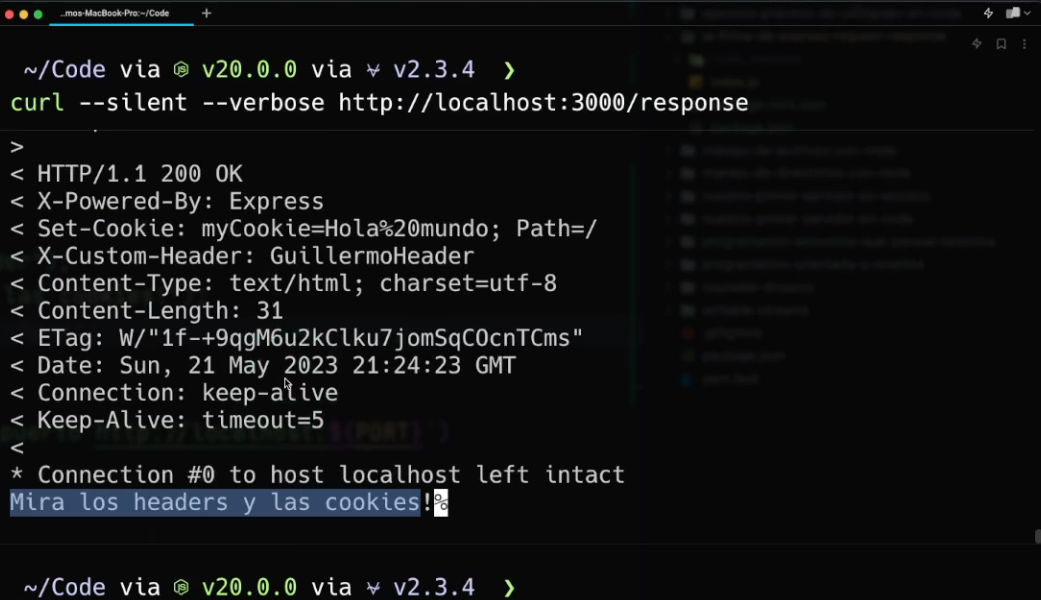 …mos-MacBook-Pro:~/Code
~/Code via v20.0.0 via v2.3.4 ❯
curl --silent --verbose http://localhost:3000/response
>
< HTTP/1.1 200 OK
< X-Powered-By: Express
< Set-Cookie: myCookie=Hola%20mundo; Path=/
< X-Custom-Header: GuillermoHeader
< Content-Type: text/html; charset=utf-8
< Content-Length: 31
< ETag: W/"1f-+9qgM6u2kClku7jomSqCOcnTCms"
< Date: Sun, 21 May 2023 21:24:23 GMT
< Connection: keep-alive
< Keep-Alive: timeout=5
<
* Connection #0 to host localhost left intact
Mira los headers y las cookies!%
~/Code via v20.0.0 via v2.3.4 ❯